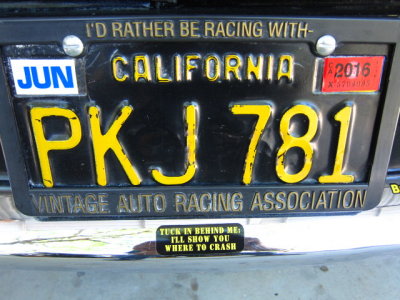 I'D RATHER BE RACING WITH-
JUN
CALIFORNIA
2016
PKJ 781
VINTAGE AUTO RACING ASSOCIATION
TUCK IN BEHIND ME:
I'LL SHOW YOU
WHERE TO CRASH